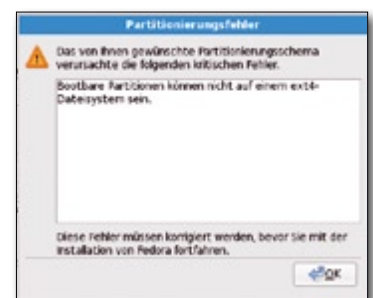 Partitionierungsfehler
Das von Ihnen gewünschte Partitionierungsschema
verursachte die folgenden kritischen Fehler.
Bootbare Partitionen können nicht auf einem ext4-
Dateisystem sein.
Diese Fehler müssen korrigiert werden, bevor Sie mit der
Installation von Fedora fortfahren.
OK